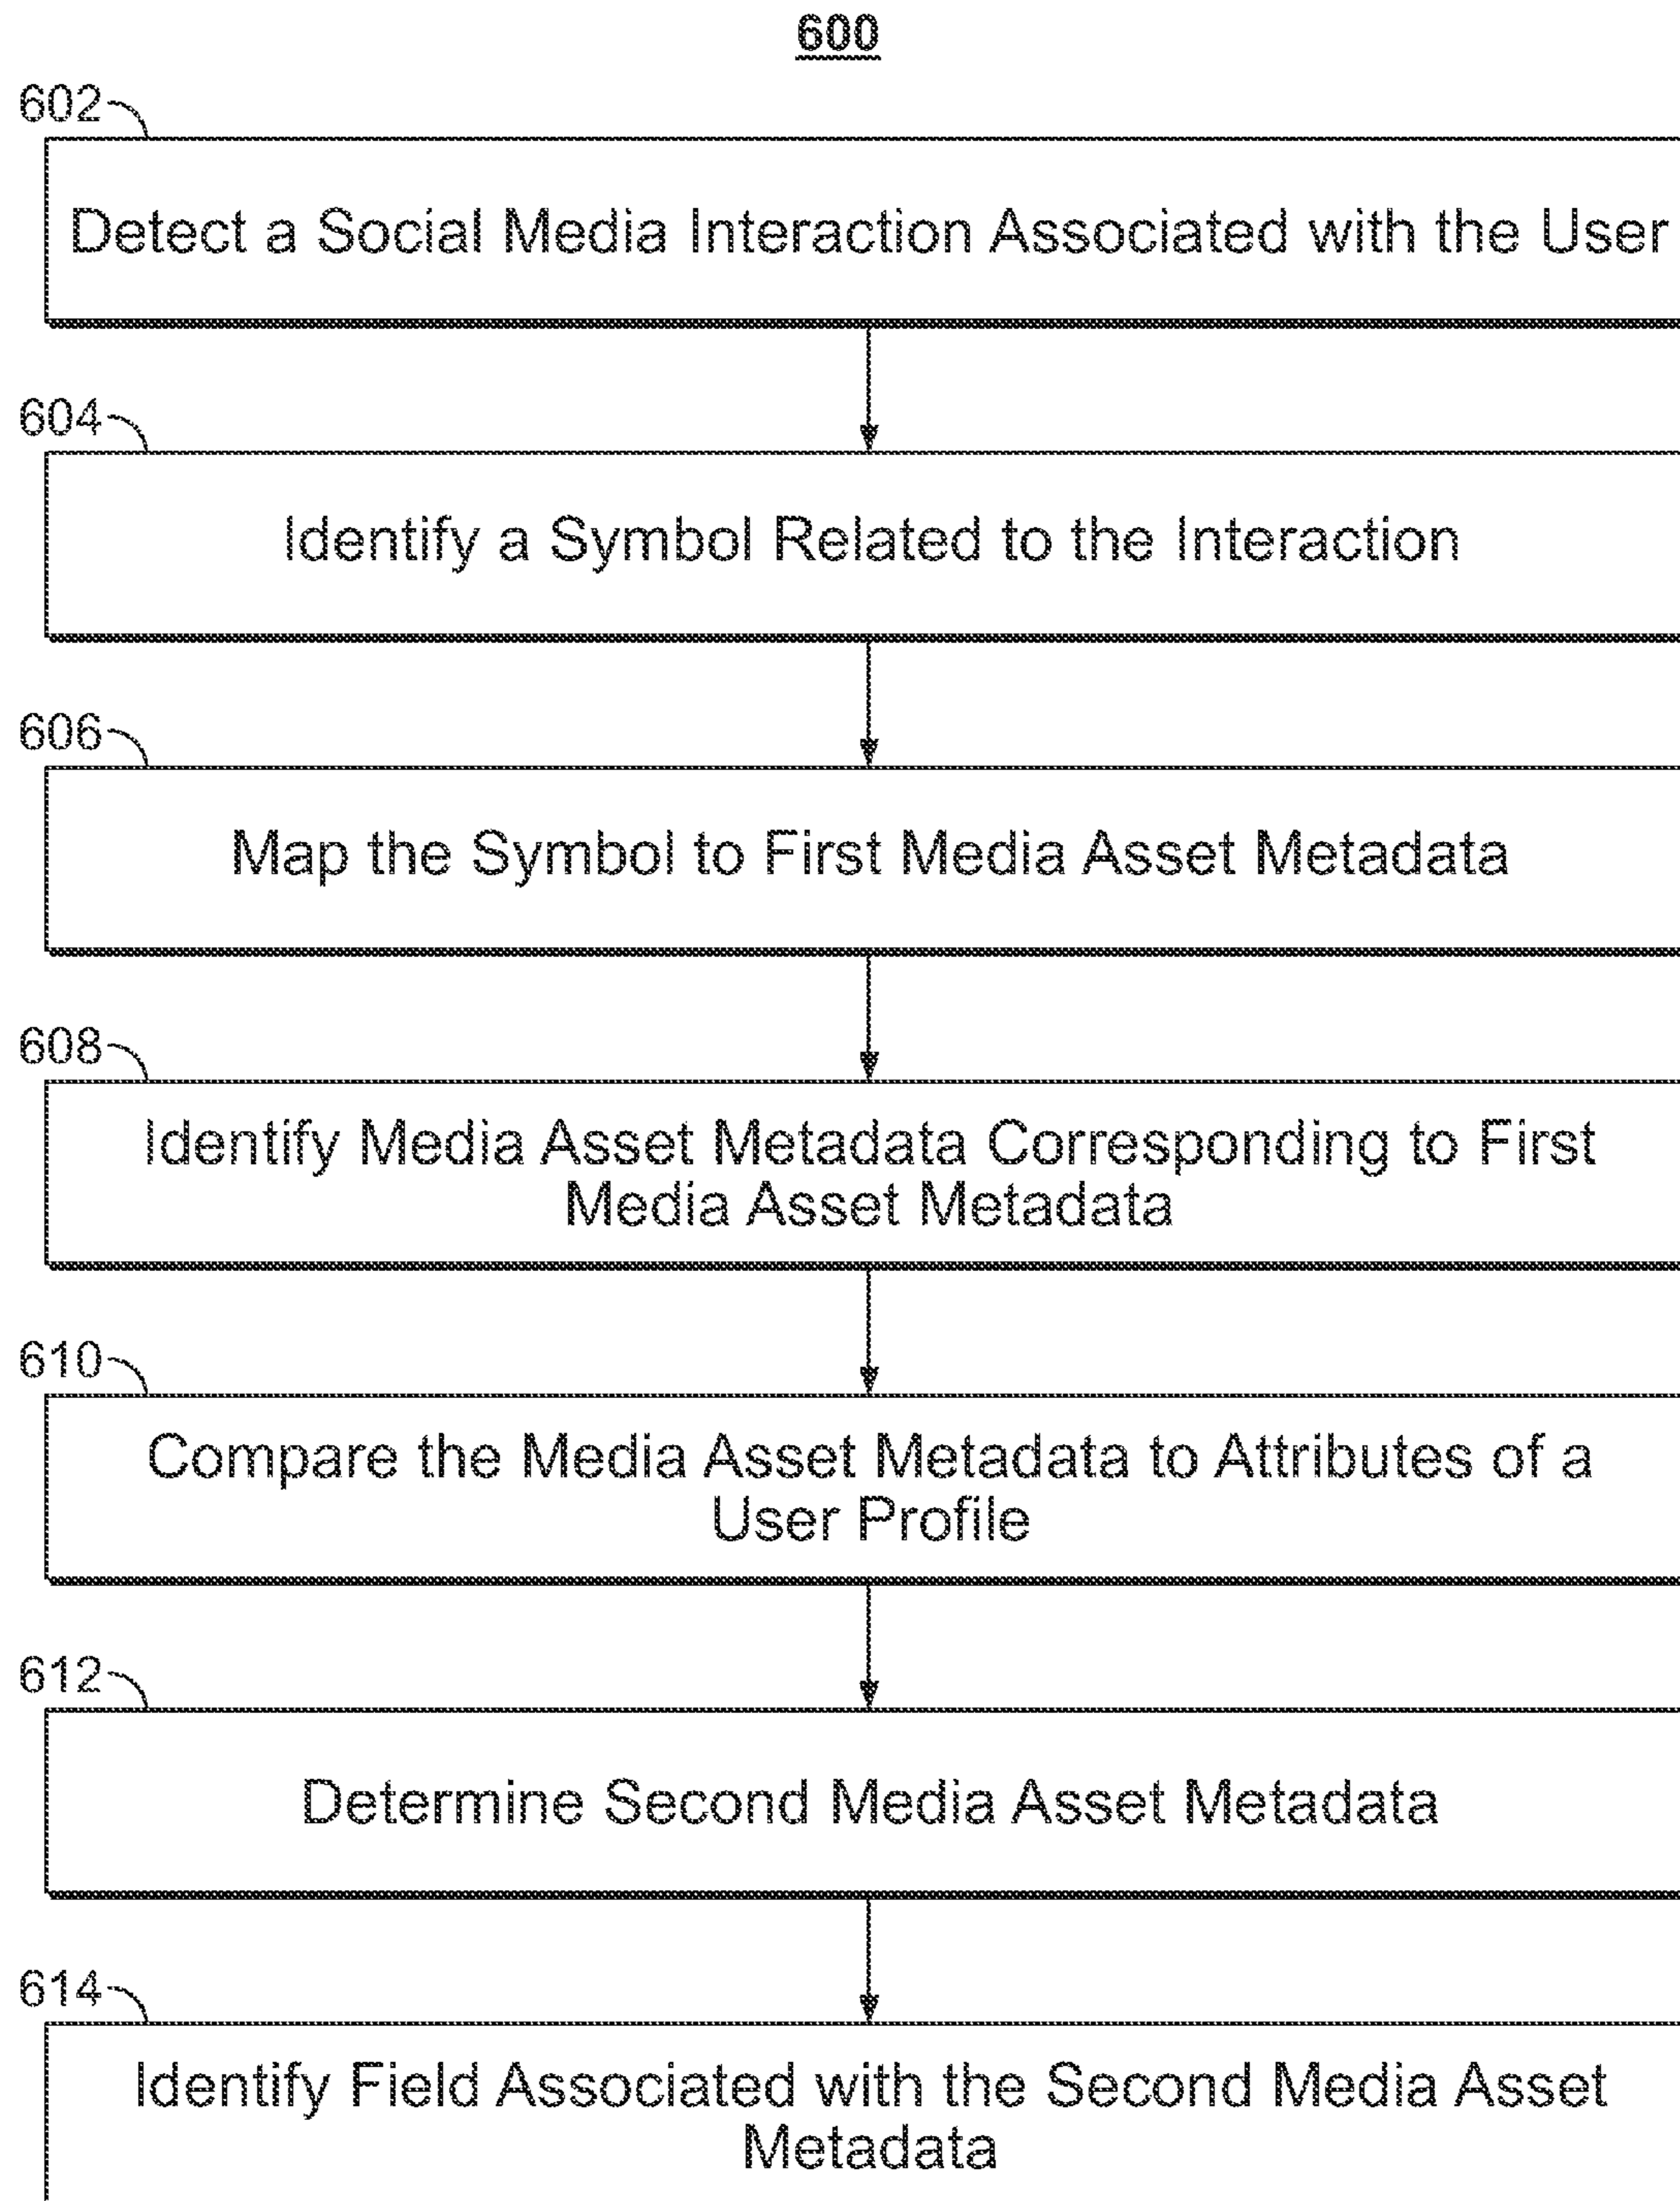 600
602
Detect a Social Media Interaction Associated with the User
604
Identify a Symbol Related to the Interaction
606
Map the Symbol to First Media Asset Metadata
608
Identify Media Asset Metadata Corresponding to First
Media Asset Metadata
610
Compare the Media Asset Metadata to Attributes of a
User Profile
612
Determine Second Media Asset Metadata
614
Identify Field Associated with the Second Media Asset
Metadata